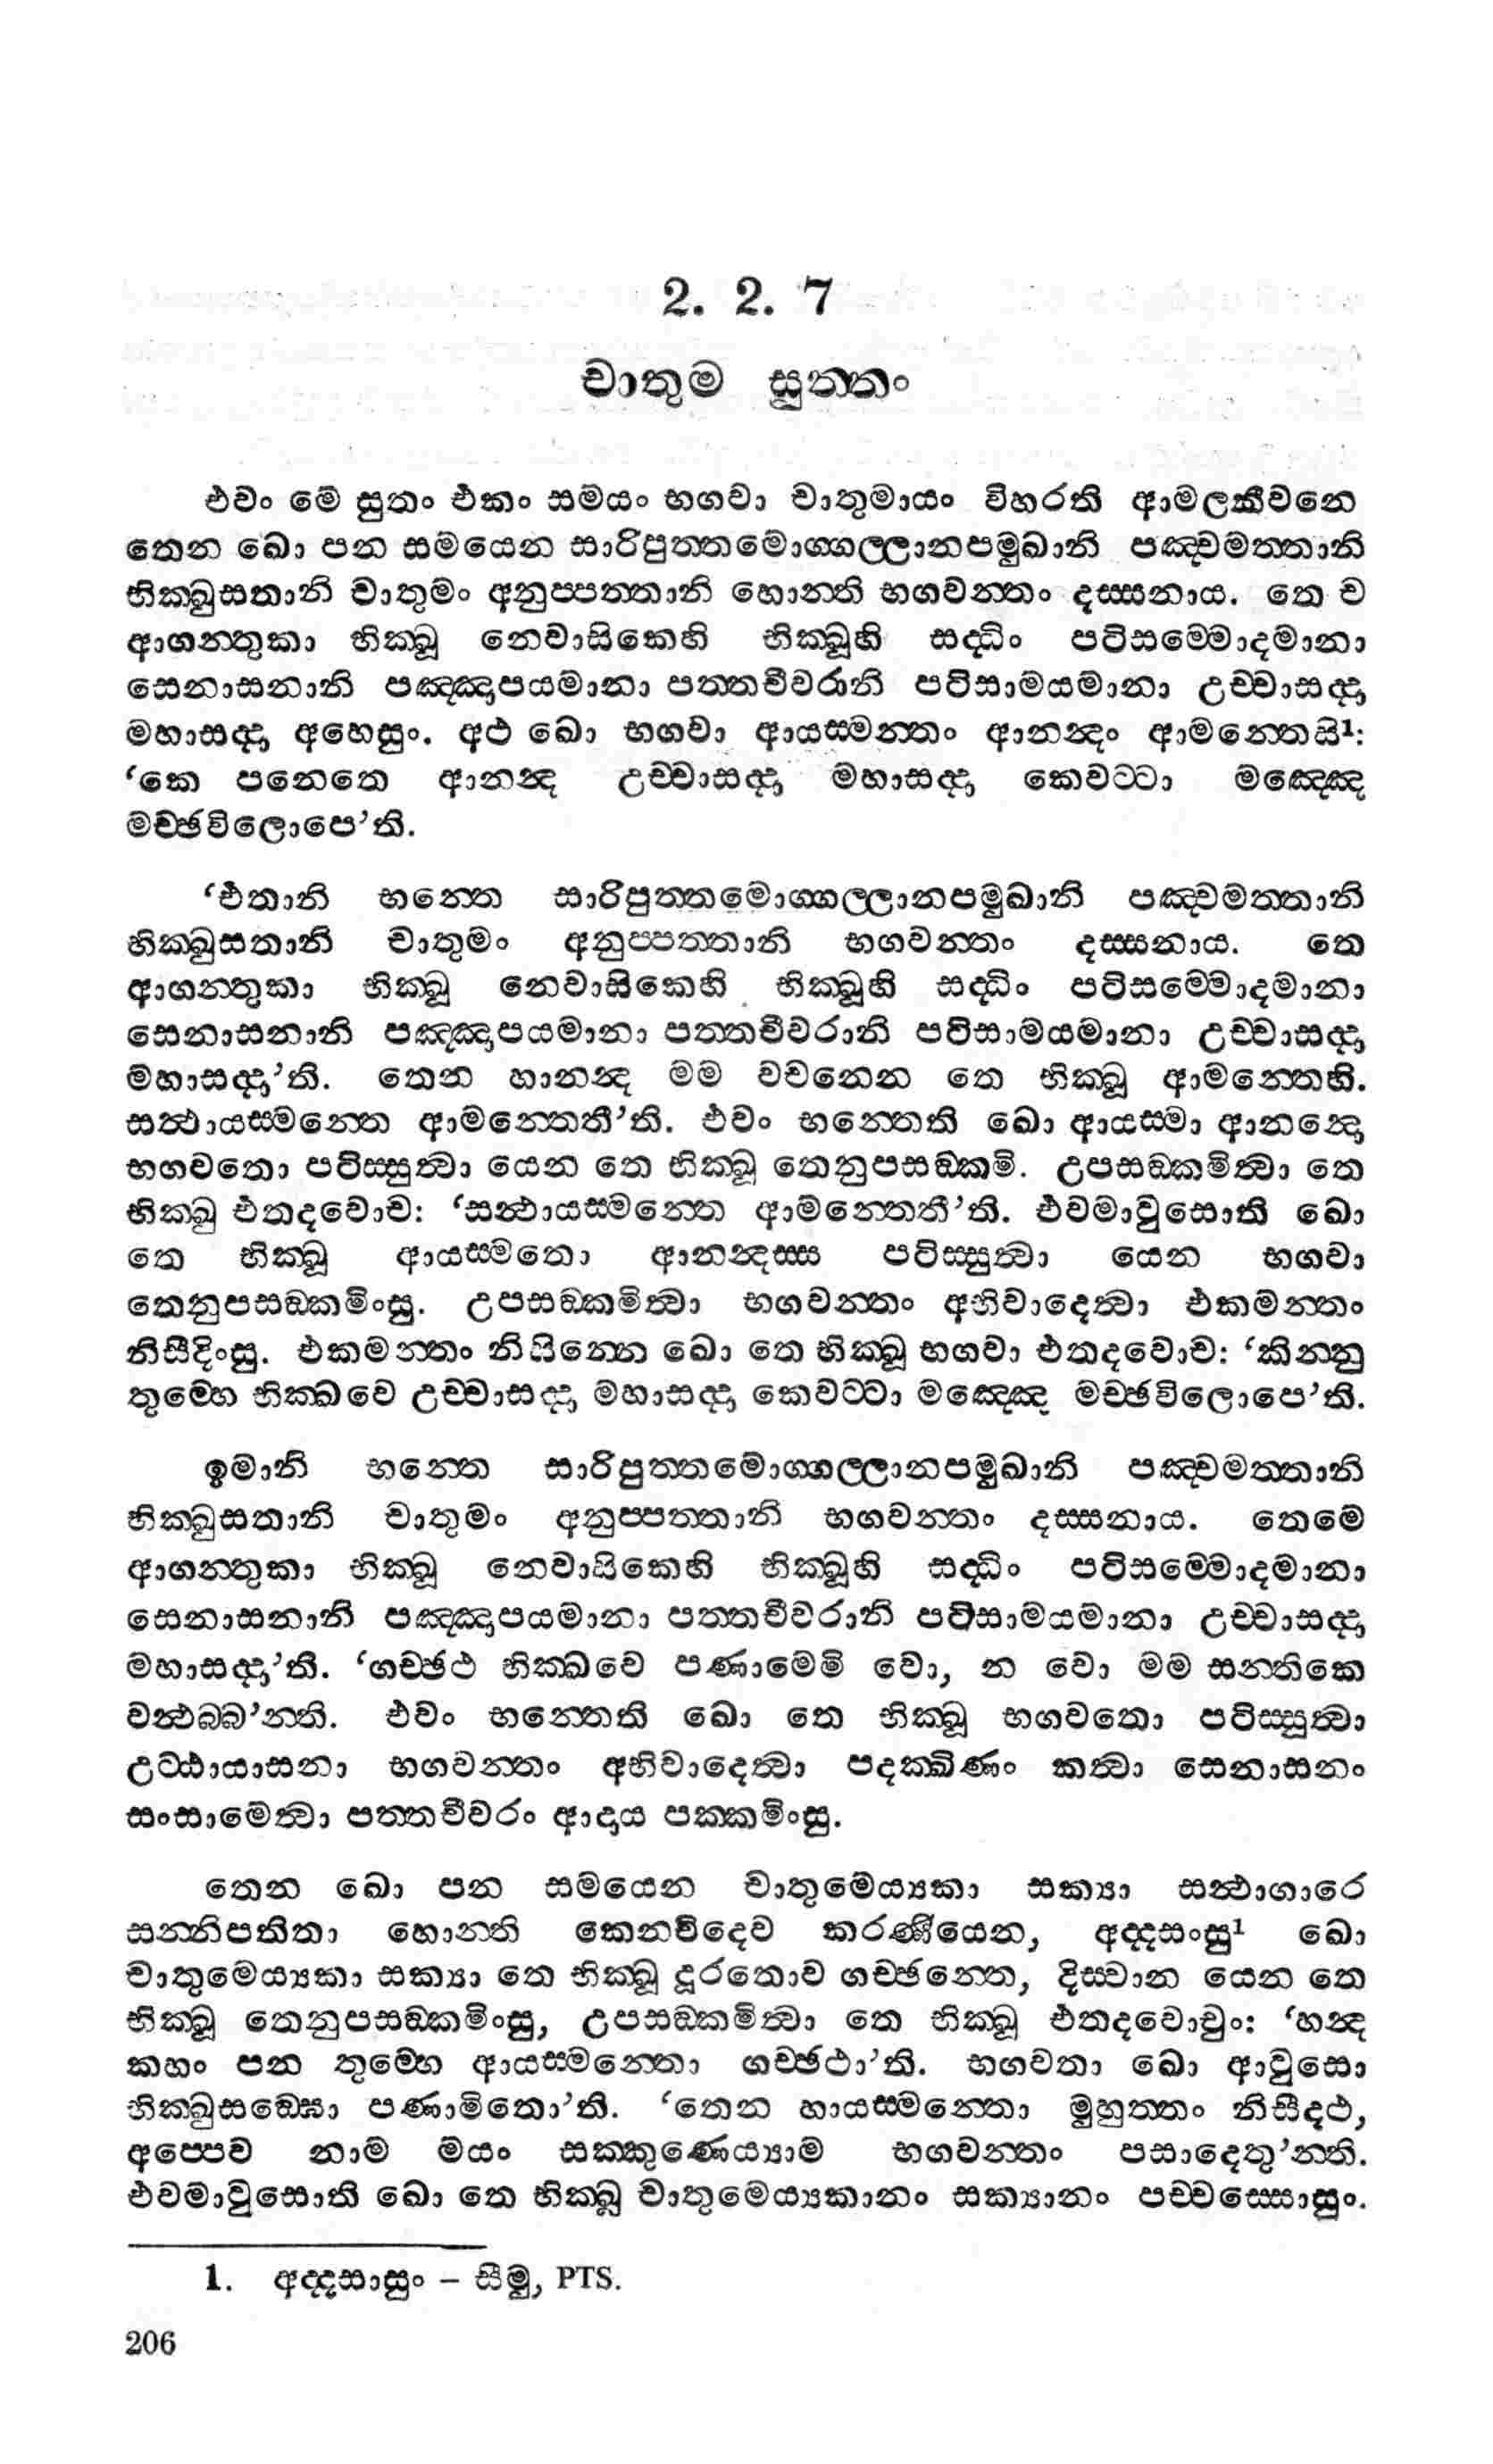 2. 2. 7
චාතුම සුත්තං
එවං මේ සුතං එකං සමයං භගවා චාතුමායං විහරති ආමලකීවනෙ
තෙන ඛො පන සමයෙන සාරිපුත්තමොග්ගල්ලානපමුඛානි පඤ්චමත්තානි
භික්ඛුසතානි චාතුමං අනුප්පත්තානි හොන්ති භගවන්තං දස්සනාය. තෙ ච
ආගන්තුකා භික්ඛූ නෙවාසිකෙහි භික්ඛූහි සද්ධිං පටිසම්මොදමානා
සෙනාසනානි පඤ්ඤාපයමානා පත්තචීවරානි පටිසාමයමානා උච්චාසද්දා
මහාසද්දා අහෙසුං. අථ ඛො භගවා ආයස්මන්තං ආනන්දං ආමන්තෙසි¹:
‘කෙ පනෙතෙ ආනන්ද උච්චාසද්දා මහාසද්දා කෙවට්ටා මඤ්ඤෙ
මච්ඡවිලොපෙ’ති.
‘එතානි භන්තෙ සාරිපුත්තමොග්ගල්ලානපමුඛානි පඤ්චමත්තානි
භික්ඛුසතානි චාතුමං අනුප්පත්තානි භගවන්තං දස්සනාය. තෙ
ආගන්තුකා භික්ඛූ නෙවාසිකෙහි භික්ඛූහි සද්ධිං පටිසම්මොදමානා
සෙනාසනානි පඤ්ඤාපයමානා පත්තචීවරානි පටිසාමයමානා උච්චාසද්දා
මහාසද්දා’ති. තෙන හානන්ද මම වචනෙන තෙ භික්ඛූ ආමන්තෙහි.
සත්ථායස්මන්තෙ ආමන්තෙතී’ති. එවං භන්තෙති ඛො ආයස්මා ආනන්දො
භගවතො පටිස්සුත්වා යෙන තෙ භික්ඛූ තෙනුපසඞ්කමි. උපසඞ්කමිත්වා තෙ
භික්ඛු එතදවොච: ‘සත්ථායස්මන්තෙ ආමන්තෙතී’ති. එවමාවුසොති ඛො
තෙ භික්ඛූ ආයස්මතො ආනන්දස්ස පටිස්සුත්වා යෙන භගවා
තෙනුපසඞ්කමිංසු. උපසඞ්කමිත්වා භගවන්තං අභිවාදෙත්වා එකමන්තං
නිසීදිංසු. එකමන්තං නිසින්නෙ ඛො තෙ භික්ඛූ භගවා එතදවොච: ‘කින්නු
තුම්හෙ භික්ඛවෙ උච්චාසද්දා මහාසද්දා කෙවට්ටා මඤ්ඤෙ මච්ඡවිලොපෙ’ති.
ඉමානි භන්තෙ සාරිපුත්තමොග්ගල්ලානපමුඛානි පඤ්චමත්තානි
භික්ඛුසතානි චාතුමං අනුප්පත්තානි භගවන්තං දස්සනාය. තෙමෙ
ආගන්තුකා භික්ඛූ නෙවාසිකෙහි භික්ඛූහි සද්ධිං පටිසම්මොදමානා
සෙනාසනානි පඤ්ඤාපයමානා පත්තචීවරානි පටිසාමයමානා උච්චාසද්දා
මහාසද්දා’ති. ‘ගච්ඡථ භික්ඛවෙ පණාමෙමි වො, න වො මම සන්තිකෙ
වත්ථබ්බ’න්ති. එවං භන්තෙති ඛො තෙ භික්ඛූ භගවතො පටිස්සුත්වා
උට්ඨායාසනා භගවන්තං අභිවාදෙත්වා පදක්ඛිණං කත්වා සෙනාසනං
සංසාමෙත්වා පත්තචීවරං ආදාය පක්කමිංසු.
තෙන ඛො පන සමයෙන චාතුමෙය්‍යකා සක්‍යා සත්ථාගාරෙ
සන්නිපතිතා හොන්ති කෙනචිදෙව කරණීයෙන, අද්දසංසු¹ ඛො
චාතුමෙය්‍යකා සක්‍යා තෙ භික්ඛූ දූරතොව ගච්ඡන්තෙ, දිස්වාන යෙන තෙ
භික්ඛූ තෙනුපසඞ්කමිංසු, උපසඞ්කමිත්වා තෙ භික්ඛූ එතදවොචුං: ‘හන්ද
කහං පන තුම්හෙ ආයස්මන්තො ගච්ඡථා’ති. භගවතා ඛො ආවුසො
භික්ඛුසඞ්ඝො පණාමිතො’ති. ‘තෙන හායස්මන්තො මුහුත්තං නිසීදථ,
අප්පෙව නාම මයං සක්කුණෙය්‍යාම භගවන්තං පසාදෙතු’න්ති.
එවමාවුසොති ඛො තෙ භික්ඛූ චාතුමෙය්‍යකානං සක්‍යානං පච්චස්සොසුං.
1. අද්දසාසුං – සීමු, PTS.
206